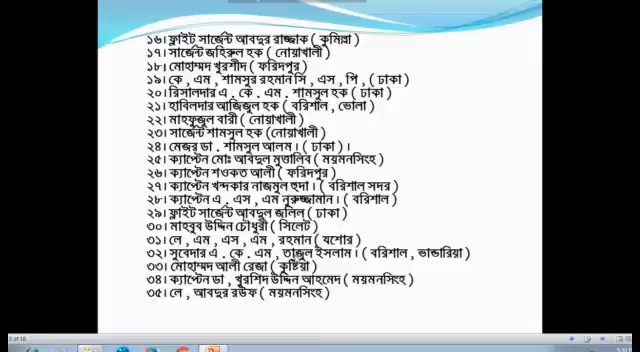 ১৬। ফ্লাইট সার্জেন্ট আবদুর রাজ্জাক ( কুমিল্লা )
১৭। সার্জেন্ট জহিরুল হক ( নোয়াখালী )
১৮। মোহাম্মদ খুরশীদ ( ফরিদপুর )
১৯। কে , এম , শামসুর রহমান সি , এস , পি , ( ঢাকা )
২০। রিসালদার এ . কে . এম . শামসুল হক ( ঢাকা )
২১। হাবিলদার আজিজুল হক ( বরিশাল , ভোলা )
২২। মাহফুজুল বারী ( নোয়াখালী )
২৩। সার্জেন্ট শামসুল হক (নোয়াখালী )
২৪। মেজর ডা . শামসুল আলম । ( ঢাকা ) ।
২৫। ক্যাপ্টেন মোঃ আবদুল মুত্তালিব ( ময়মনসিংহ )
২৬। ক্যাপ্টেন শওকত আলী ( ফরিদপুর )
২৭। ক্যাপ্টেন খন্দকার নাজমুল হুদা । ( বরিশাল সদর )
২৮। ক্যাপ্টেন এ . এস , এম নুরুজ্জামান । ( বরিশাল )
২৯। ফ্লাইট সার্জেন্ট আবদুল জলিল ( ঢাকা )
৩০। মাহবুব উদ্দিন চৌধুরী ( সিলেট )
৩১। লে , এম , এস , এম , রহমান ( যশোর )
৩২। সুবেদার এ . কে . এম , তাজুল ইসলাম । ( বরিশাল , ভান্ডারিয়া )
৩৩। মোহাম্মদ আলী রেজা ( কুষ্টিয়া )
৩৪। ক্যাপ্টেন ডা , খুরশিদ উদ্দিন আহমেদ ( ময়মনসিংহ )
৩৫। লে , আবদুর রউফ ( ময়মনসিংহ )